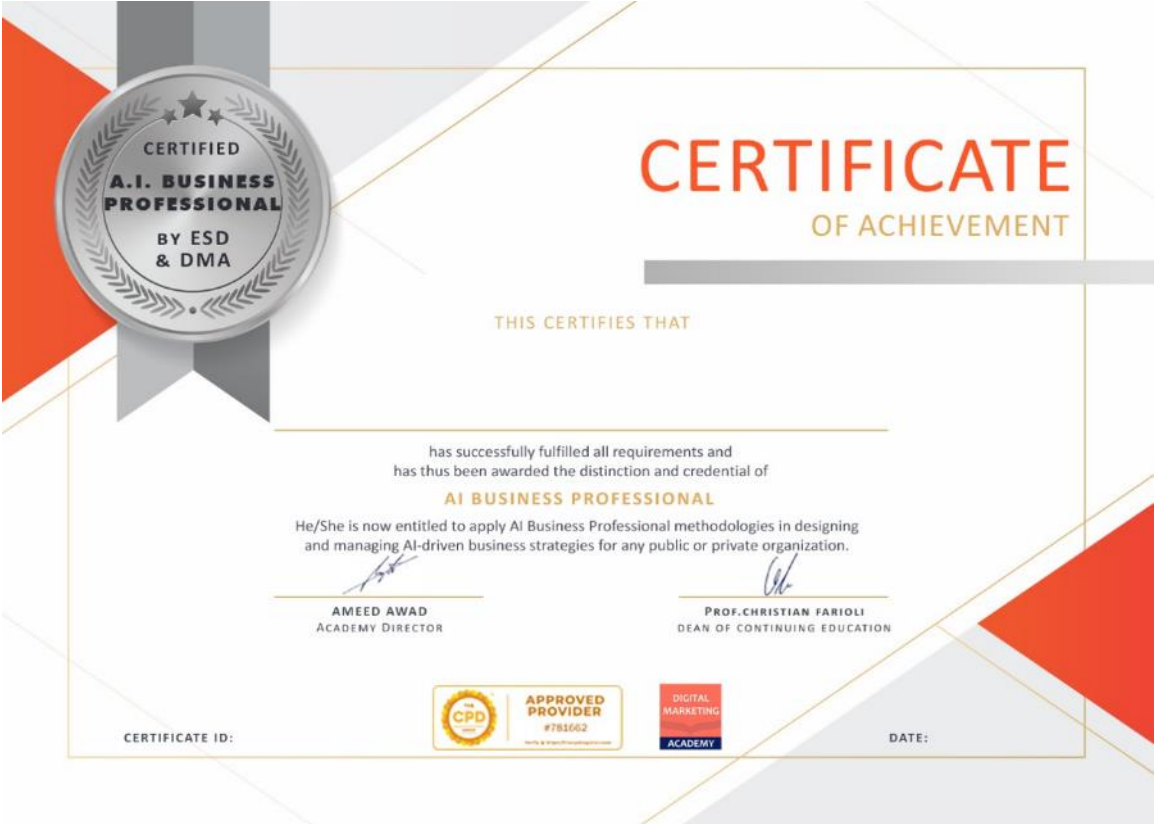 CERTIFIED
A.I. BUSINESS
PROFESSIONAL
BY ESD
& DMA
CERTIFICATE
OF ACHIEVEMENT
THIS CERTIFIES THAT
has successfully fulfilled all requirements and
has thus been awarded the distinction and credential of
AI BUSINESS PROFESSIONAL
He/She is now entitled to apply AI Business Professional methodologies in designing
and managing AI-driven business strategies for any public or private organization.
AMEED AWAD
ACADEMY DIRECTOR
PROF.CHRISTIAN FARIOLI
DEAN OF CONTINUING EDUCATION
CERTIFICATE ID:
CPD
APPROVED
PROVIDER
#781662
DIGITAL
MARKETING
ACADEMY
DATE: